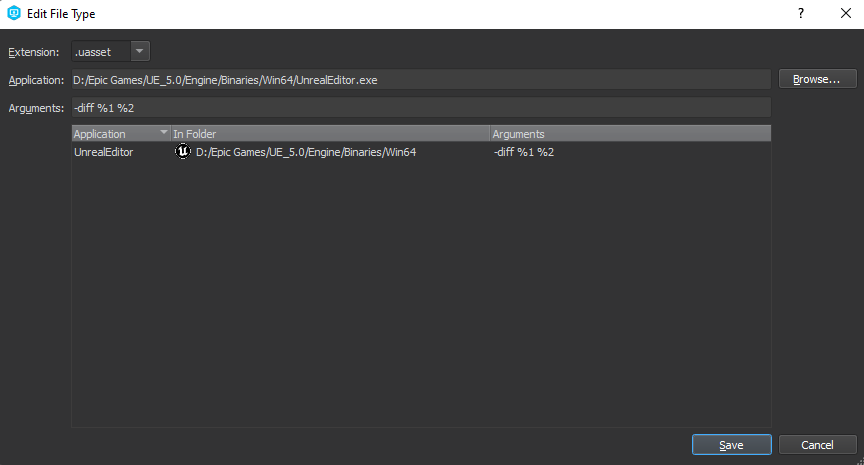 Edit File Type
?
Extension: .uasset
Application: D:/Epic Games/UE_5.0/Engine/Binaries/Win64/UnrealEditor.exe Browse...
Arguments: -diff %1 %2
Application In Folder Arguments
UnrealEditor D:/Epic Games/UE_5.0/Engine/Binaries/Win64 -diff %1 %2
Save Cancel